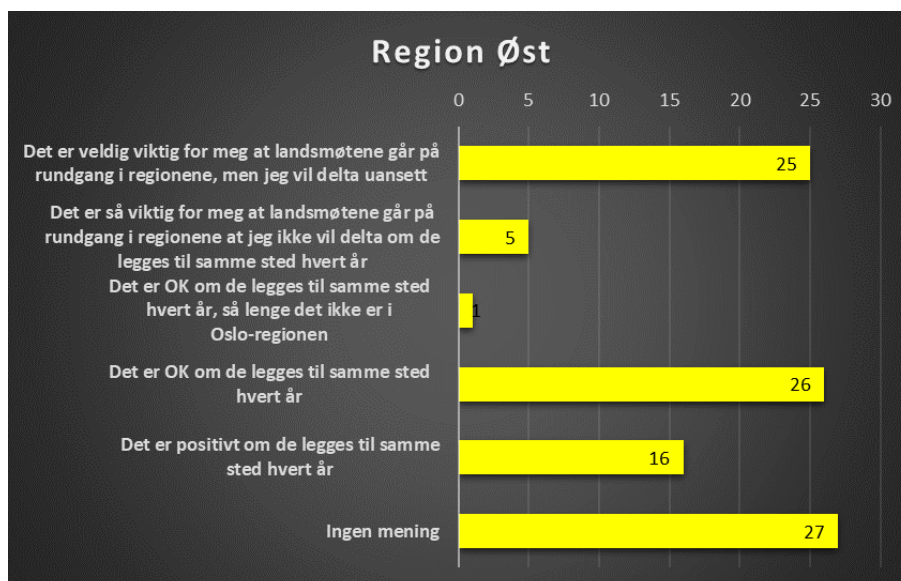 Region Øst
0 5 10 15 20 25 30
Det er veldig viktig for meg at landsmøtene går på
rundgang i regionene, men jeg vil delta uansett
25
Det er så viktig for meg at landsmøtene går på
rundgang i regionene at jeg ikke vil delta om de
legges til samme sted hvert år
5
Det er OK om de legges til samme sted
hvert år, så lenge det ikke er i
Oslo-regionen
1
Det er OK om de legges til samme sted
hvert år
26
Det er positivt om de legges til samme
sted hvert år
16
Ingen mening
27